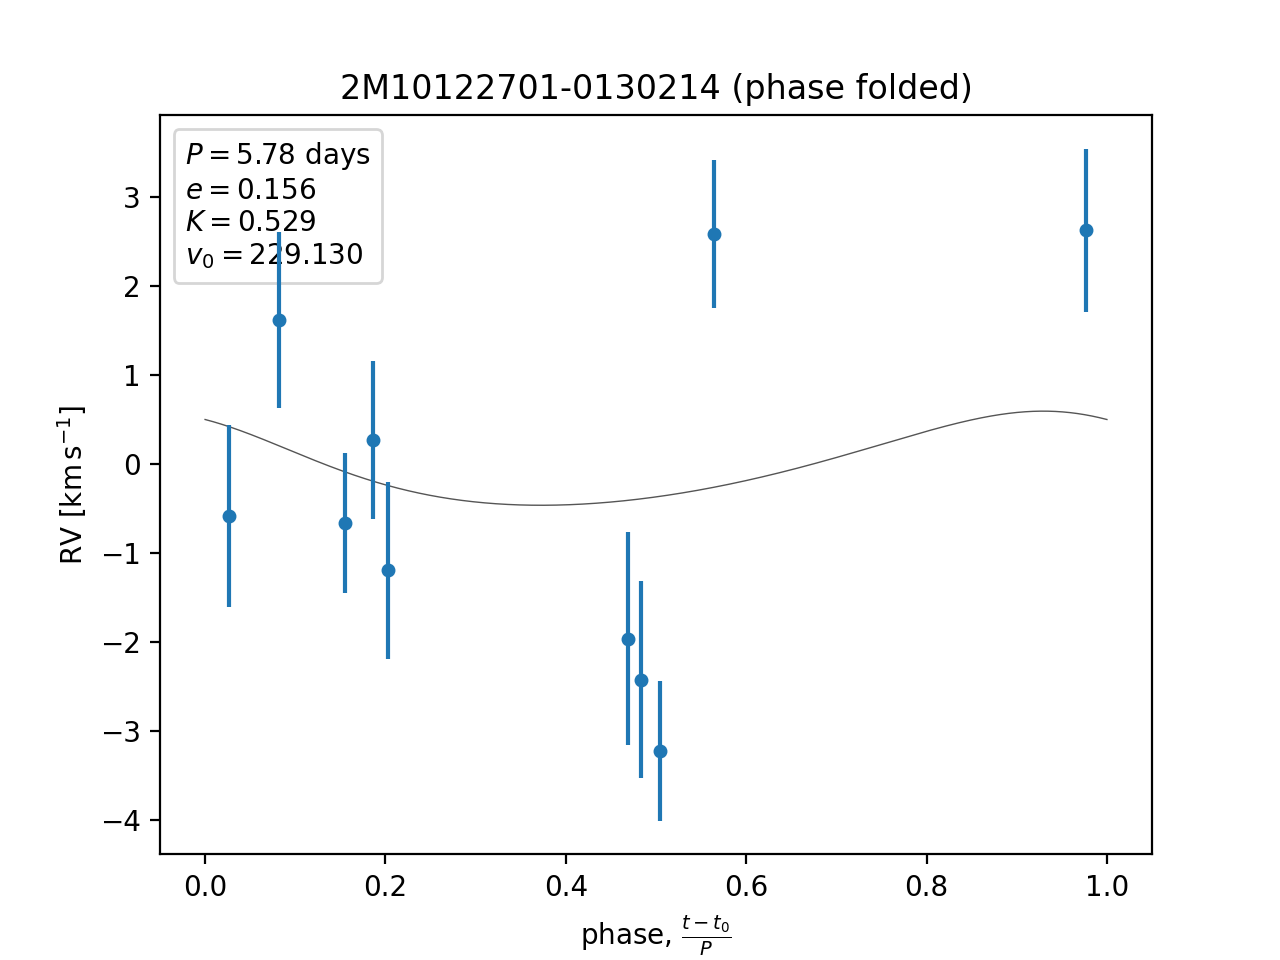 2M10122701-0130214 (phase folded)
P = 5.78 days
e = 0.156
K = 0.529
v₀ = 229.130
3
2
1
0
−1
−2
−3
−4
RV [km s⁻¹]
0.0 0.2 0.4 0.6 0.8 1.0
phase, (t − t₀)/P